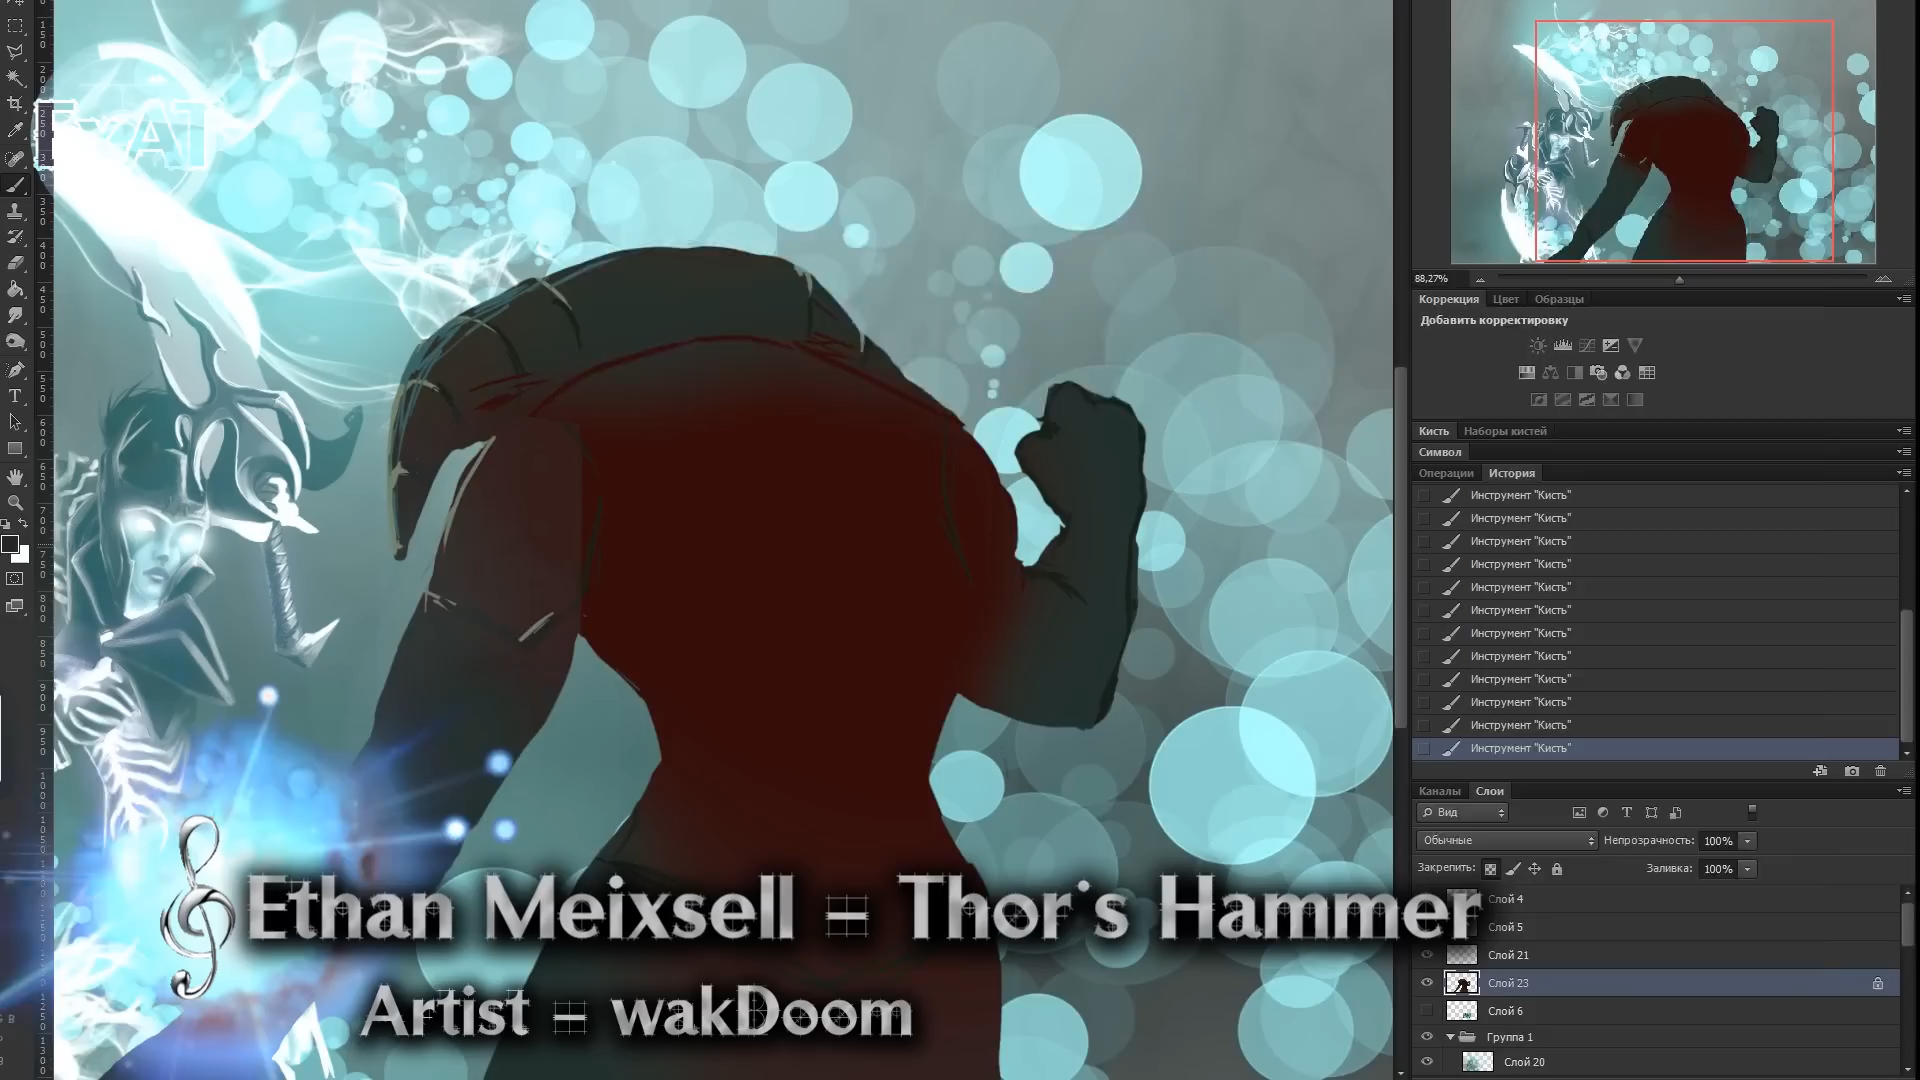 88,27%
Коррекция Цвет Образцы
Добавить корректировку
Кисть Наборы кистей
Символ
Операции История
Инструмент "Кисть"
Инструмент "Кисть"
Инструмент "Кисть"
Инструмент "Кисть"
Инструмент "Кисть"
Инструмент "Кисть"
Инструмент "Кисть"
Инструмент "Кисть"
Инструмент "Кисть"
Инструмент "Кисть"
Инструмент "Кисть"
Инструмент "Кисть"
Каналы Слои
Вид
Обычные Непрозрачность: 100%
Закрепить: Заливка: 100%
Слой 4
Слой 5
Слой 21
Слой 23
Слой 6
Группа 1
Слой 20
Ethan Meixsell - Thor's Hammer
Artist - wakDoom